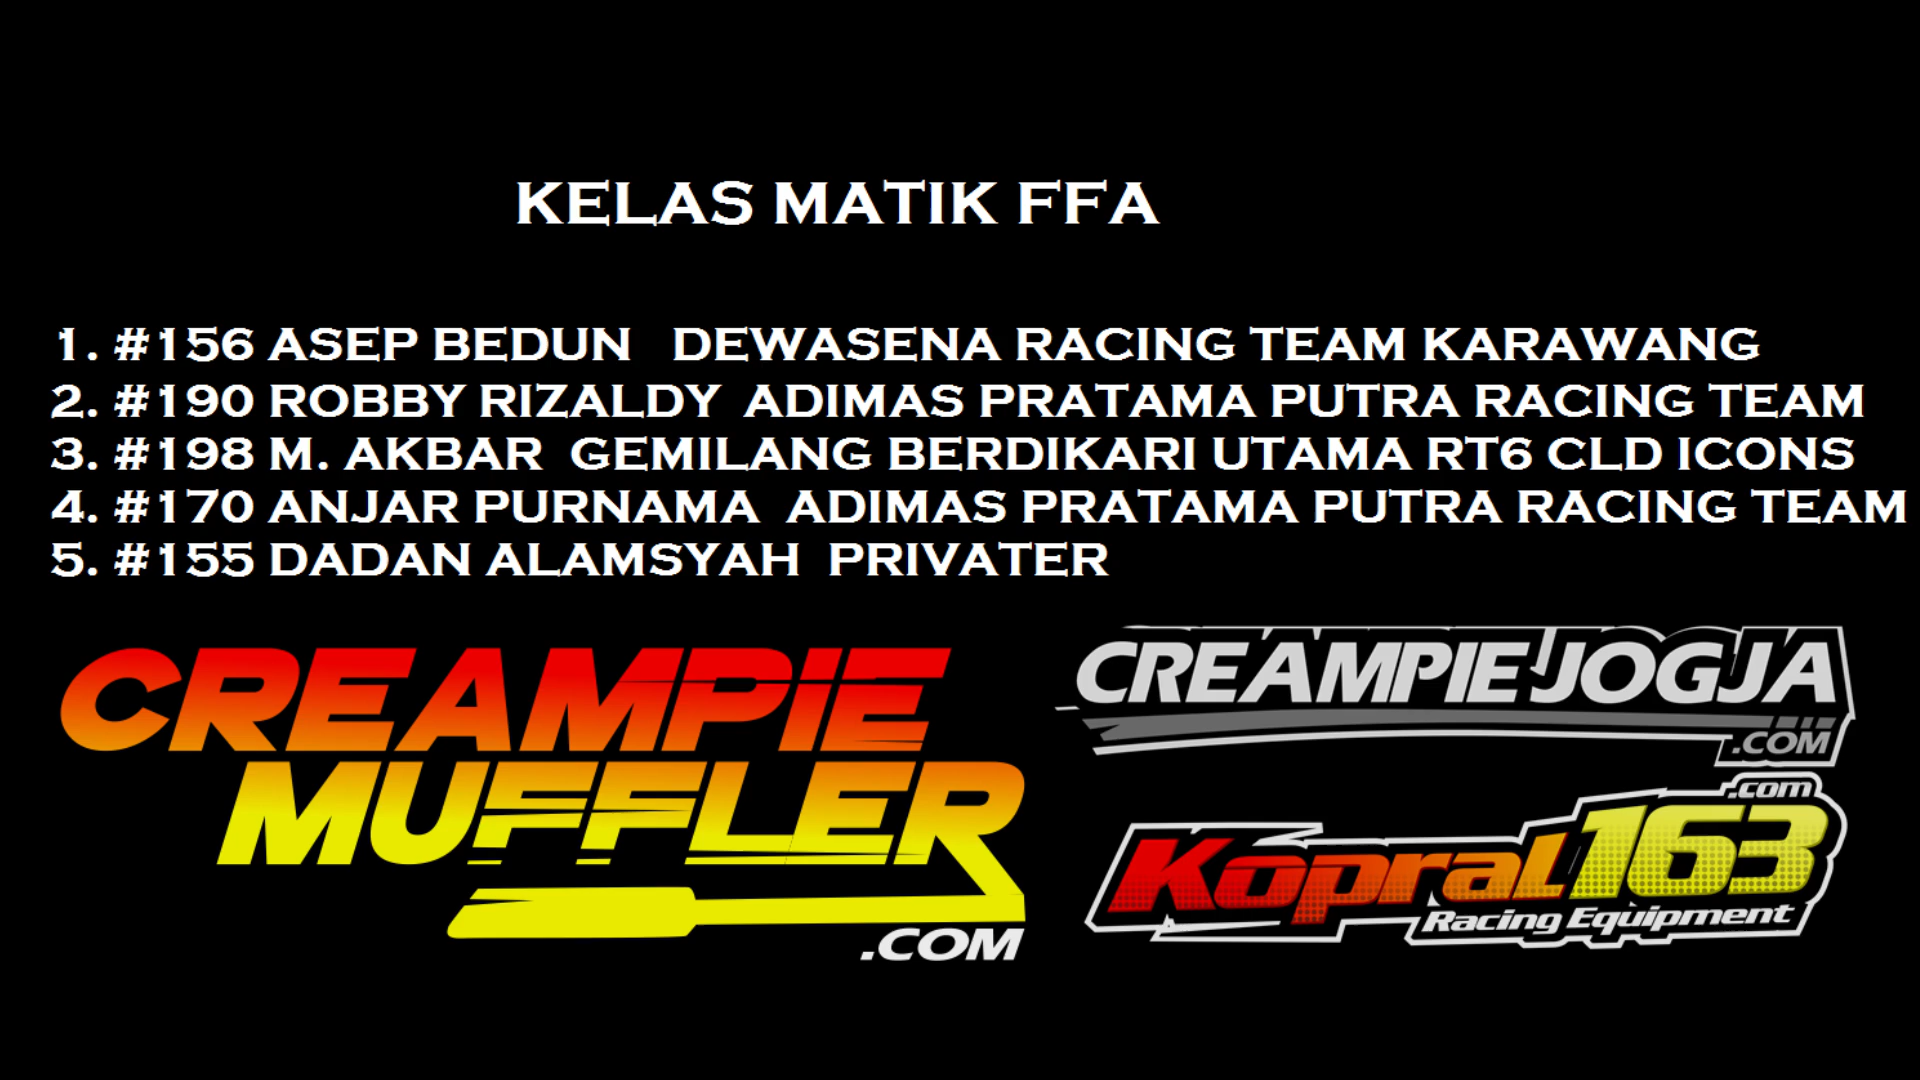 KELAS MATIK FFA
1. #156 ASEP BEDUN DEWASENA RACING TEAM KARAWANG
2. #190 ROBBY RIZALDY ADIMAS PRATAMA PUTRA RACING TEAM
3. #198 M. AKBAR GEMILANG BERDIKARI UTAMA RT6 CLD ICONS
4. #170 ANJAR PURNAMA ADIMAS PRATAMA PUTRA RACING TEAM
5. #155 DADAN ALAMSYAH PRIVATER
CREAMPIE
MUFFLER
.COM
CREAMPIEJOGJA
.COM
.com
Kopral163
Racing Equipment